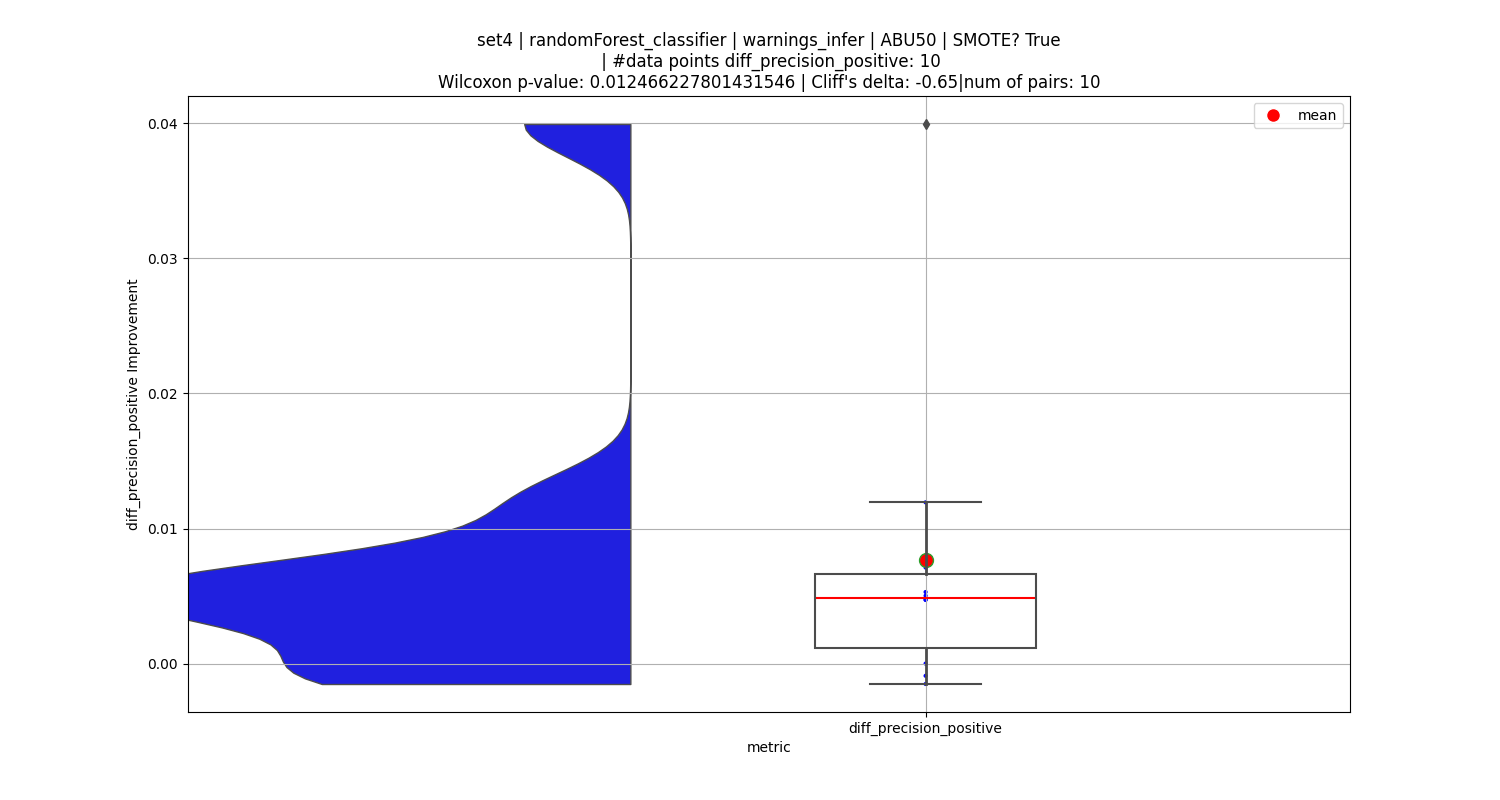 set4 | randomForest_classifier | warnings_infer | ABU50 | SMOTE? True
| #data points diff_precision_positive: 10
Wilcoxon p-value: 0.012466227801431546 | Cliff's delta: -0.65|num of pairs: 10
mean
0.04
0.03
0.02
0.01
0.00
diff_precision_positive Improvement
diff_precision_positive
metric